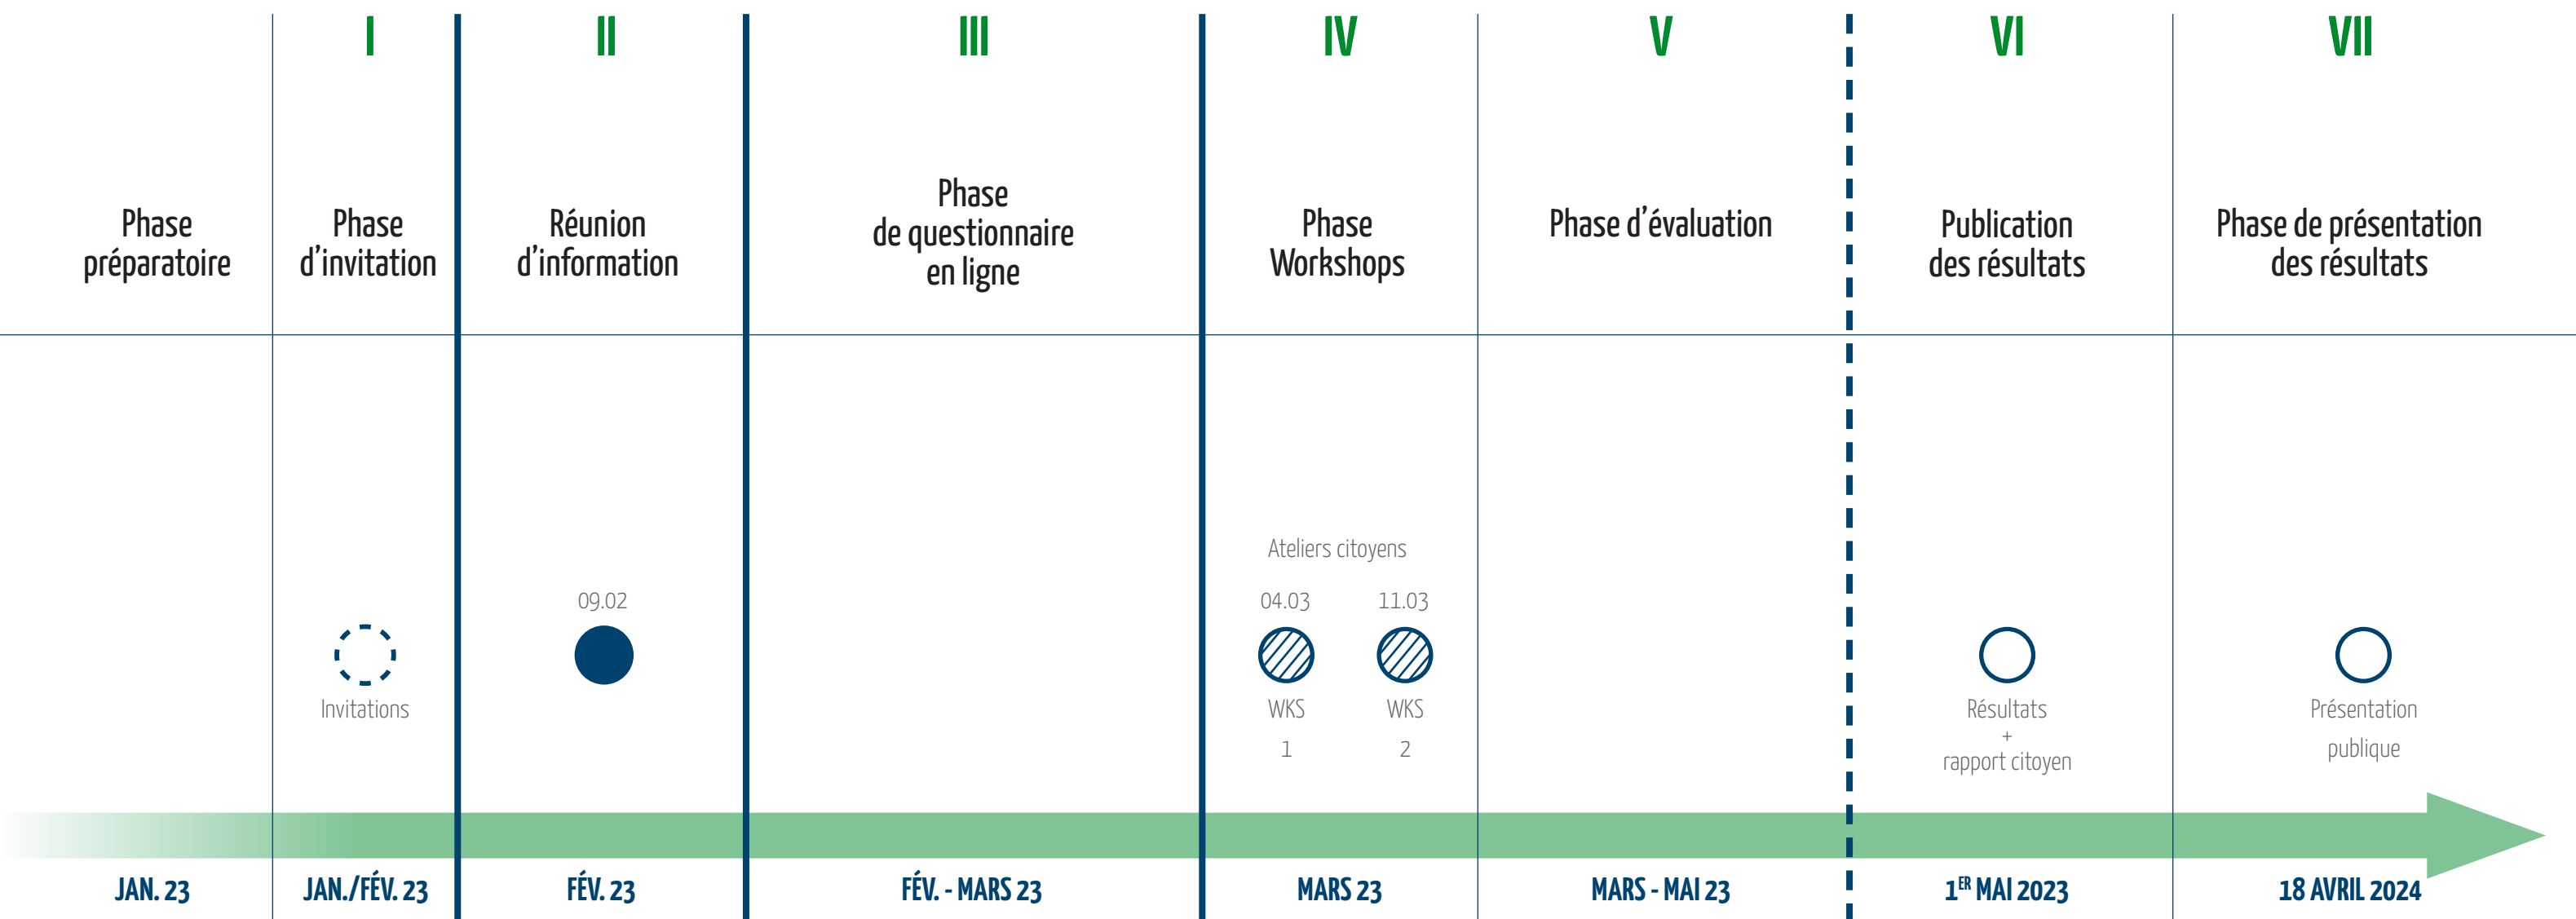 I
II
III
IV
V
VI
VII
Phase
préparatoire
Phase
d'invitation
Réunion
d'information
Phase
de questionnaire
en ligne
Phase
Workshops
Phase d'évaluation
Publication
des résultats
Phase de présentation
des résultats
Invitations
09.02
Ateliers citoyens
04.03
11.03
WKS
1
WKS
2
Résultats
+
rapport citoyen
Présentation
publique
JAN. 23
JAN./FÉV. 23
FÉV. 23
FÉV. - MARS 23
MARS 23
MARS - MAI 23
1ER MAI 2023
18 AVRIL 2024